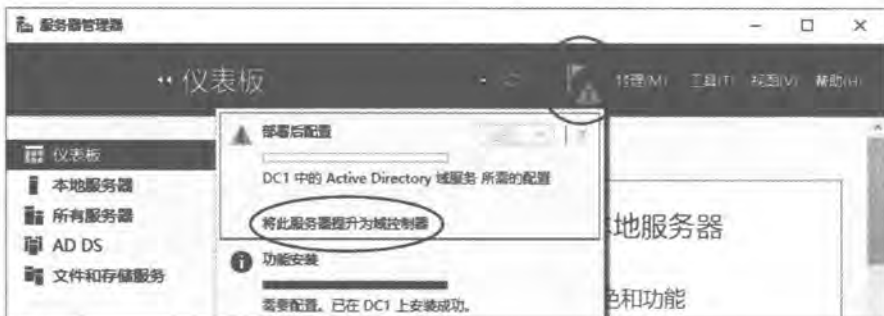 服务器管理器
仪表板
管理(M) 工具(T) 视图(V) 帮助(H)
仪表板
本地服务器
所有服务器
AD DS
文件和存储服务
部署后配置
DC1 中的 Active Directory 域服务 所需的配置
将此服务器提升为域控制器
功能安装
需要配置。已在 DC1 上安装成功。
地服务器
色和功能